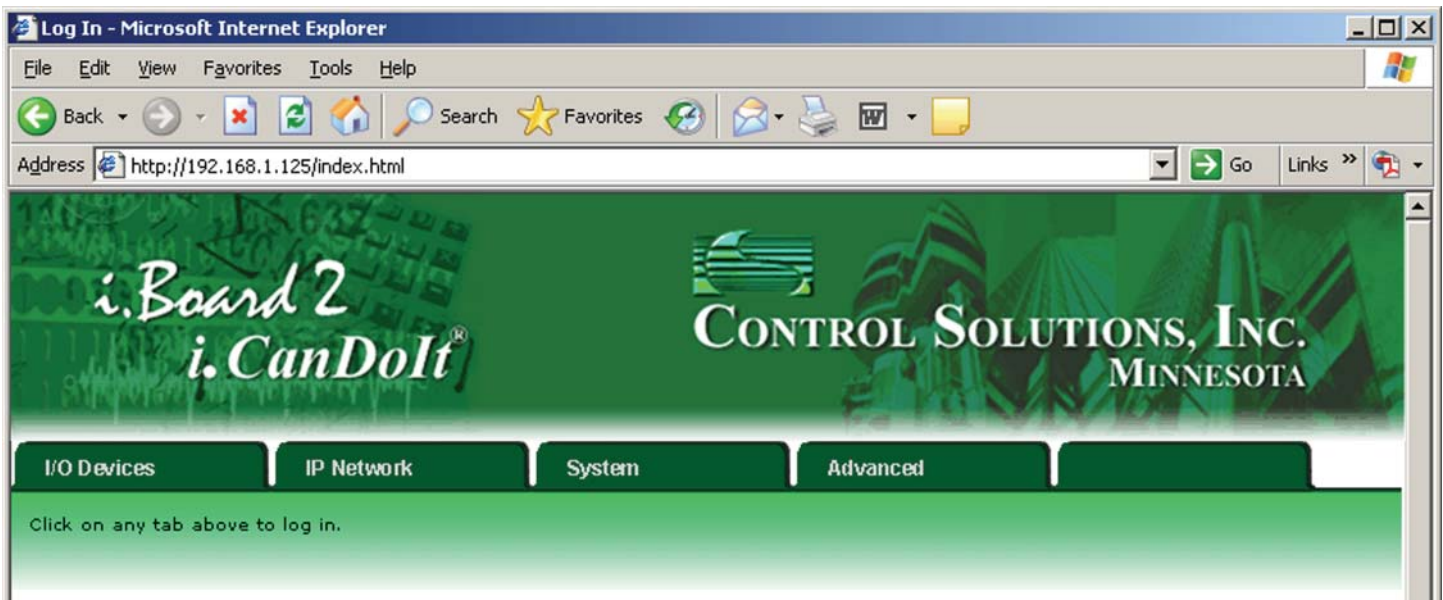 Log In - Microsoft Internet Explorer
File Edit View Favorites Tools Help
Back Search Favorites
Address http://192.168.1.125/index.html Go Links »
i.Board 2
i.CanDoIt®
CONTROL SOLUTIONS, INC.
MINNESOTA
I/O Devices IP Network System Advanced
Click on any tab above to log in.